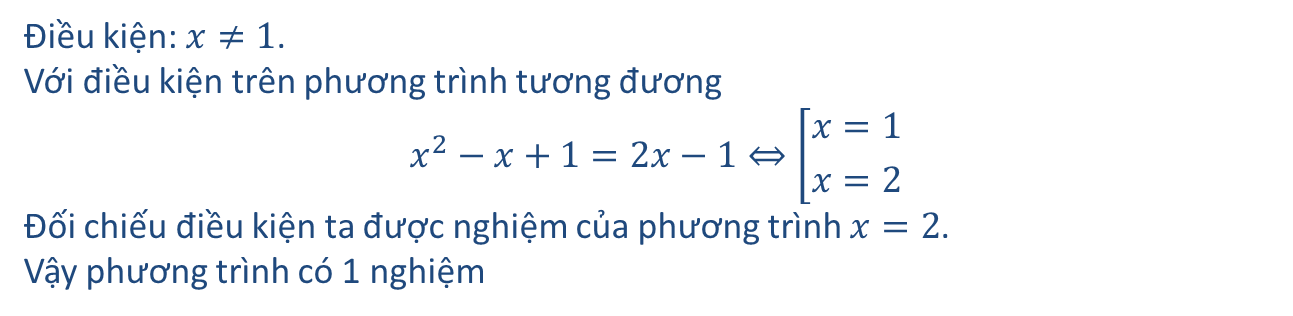 Điều kiện: x ≠ 1.
Với điều kiện trên phương trình tương đương
x² − x + 1 = 2x − 1 ⇔ [x = 1
x = 2
Đối chiếu điều kiện ta được nghiệm của phương trình x = 2.
Vậy phương trình có 1 nghiệm